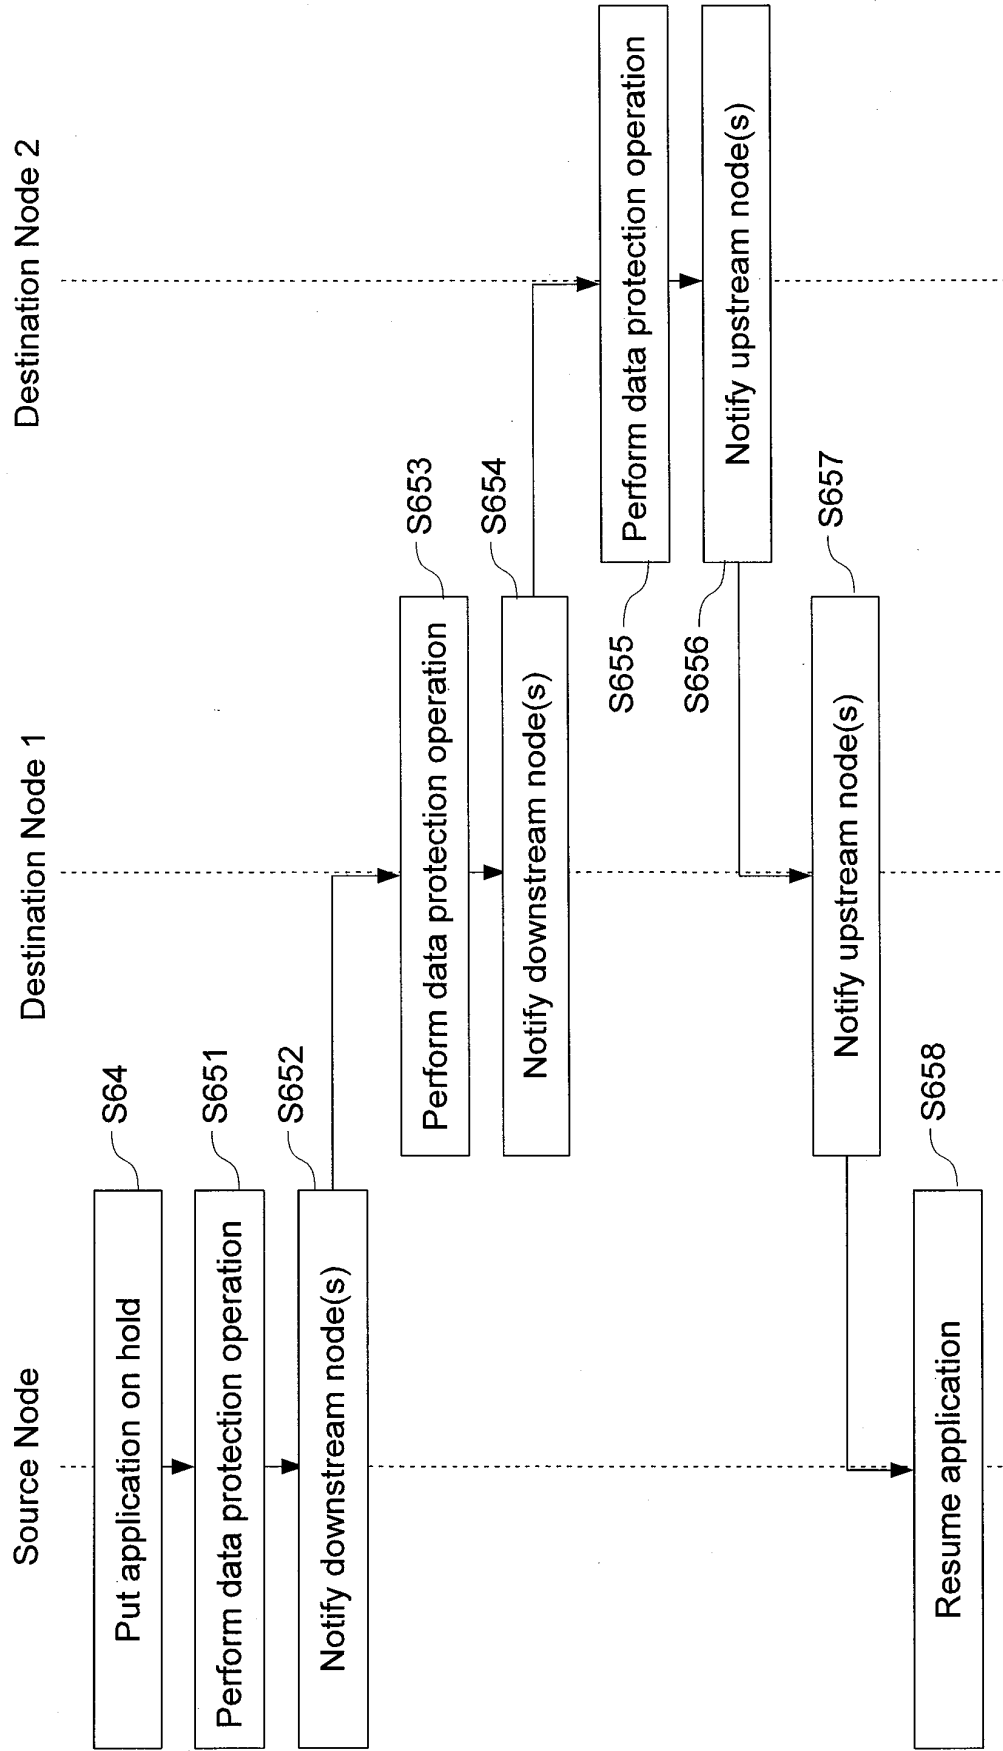 Source Node
Destination Node 1
Destination Node 2
Put application on hold
S64
Perform data protection operation
S651
Notify downstream node(s)
S652
Perform data protection operation
S653
Notify downstream node(s)
S654
Perform data protection operation
S655
Notify upstream node(s)
S656
Notify upstream node(s)
S657
Resume application
S658